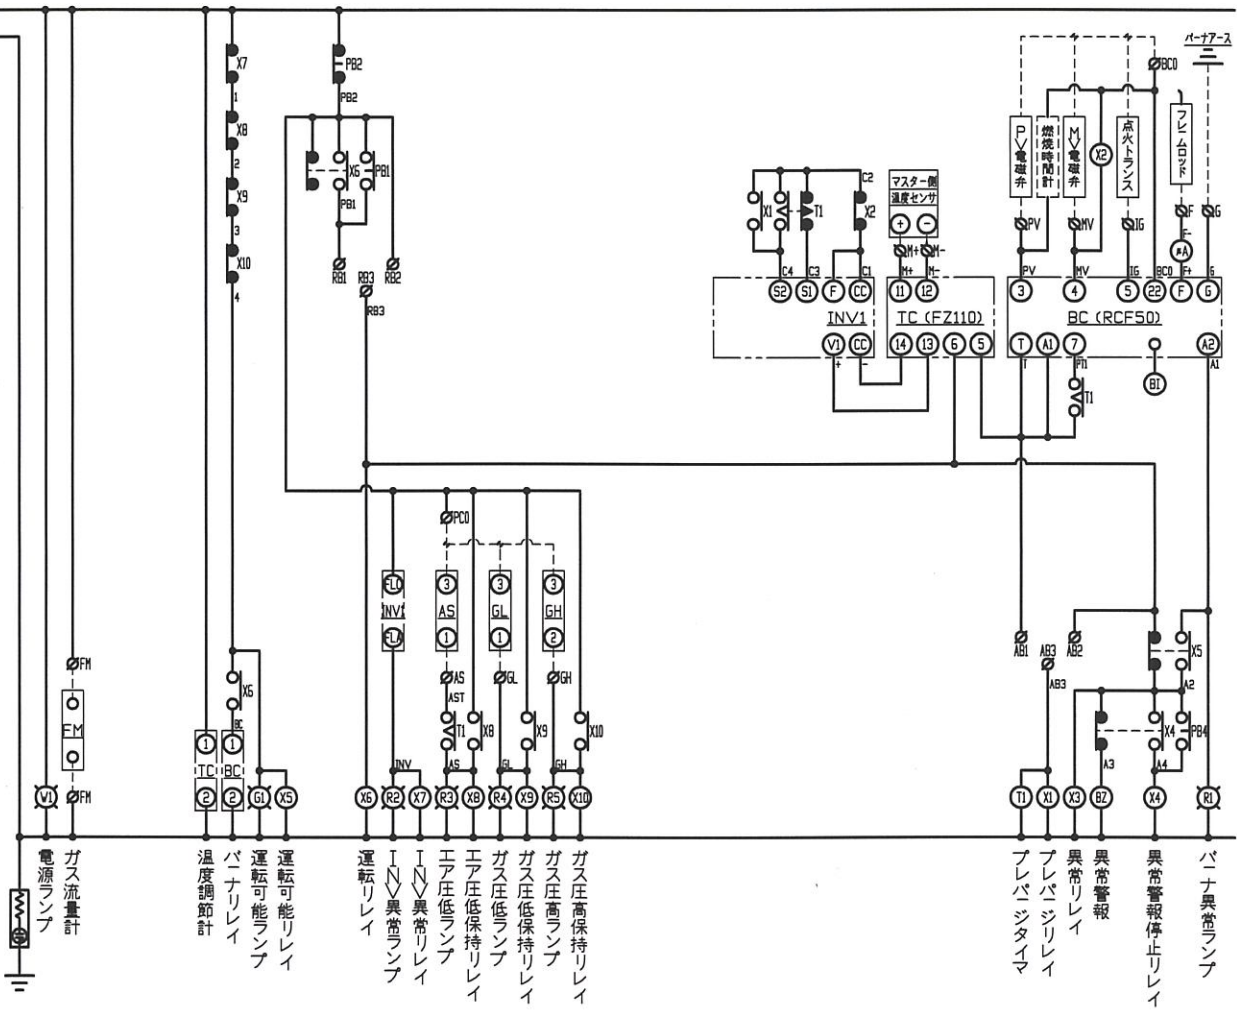 バーナアース
X7
1
X8
2
X9
3
X10
4
PB2
PB2
X6
PB1
PB1
RB1
RB3
RB2
RB3
PV電磁弁
燃焼時間計
MV電磁弁
X2
点火トランス
BCO
フレームロッド
PV
MV
IG
F
G
F-
μA
X1
T1
C2
X2
マスター側
温度センサ
+
-
M+
M-
C4
C3
C1
M+
M-
PV
MV
IG
BCO
F+
G
S2
S1
F
CC
11
12
3
4
5
22
F
G
INV1
TC (FZ110)
BC (RCF50)
V1
CC
14
13
6
5
T
A1
7
A2
+
-
T
PT1
A1
BI
T1
PCO
FLC
INV1
FLA
3
AS
1
3
GL
1
3
GH
2
AS
GL
GH
AST
T1
X8
X9
X10
INV
AS
GL
GH
FM
FM
FM
X6
BC
1
TC
2
1
BC
2
AB1
AB3
AB2
AB3
X5
A2
X4
PB4
A3
A4
W1
G1
X5
X6
R2
X7
R3
X8
R4
X9
R5
X10
T1
X1
X3
BZ
X4
R1
電源ランプ
ガス流量計
温度調節計
バーナリレイ
運転可能ランプ
運転可能リレイ
運転リレイ
INV異常ランプ
INV異常リレイ
エア圧低ランプ
エア圧低保持リレイ
ガス圧低ランプ
ガス圧低保持リレイ
ガス圧高ランプ
ガス圧高保持リレイ
プレパージタイマ
プレパージリレイ
異常リレイ
異常警報
異常警報停止リレイ
バーナ異常ランプ